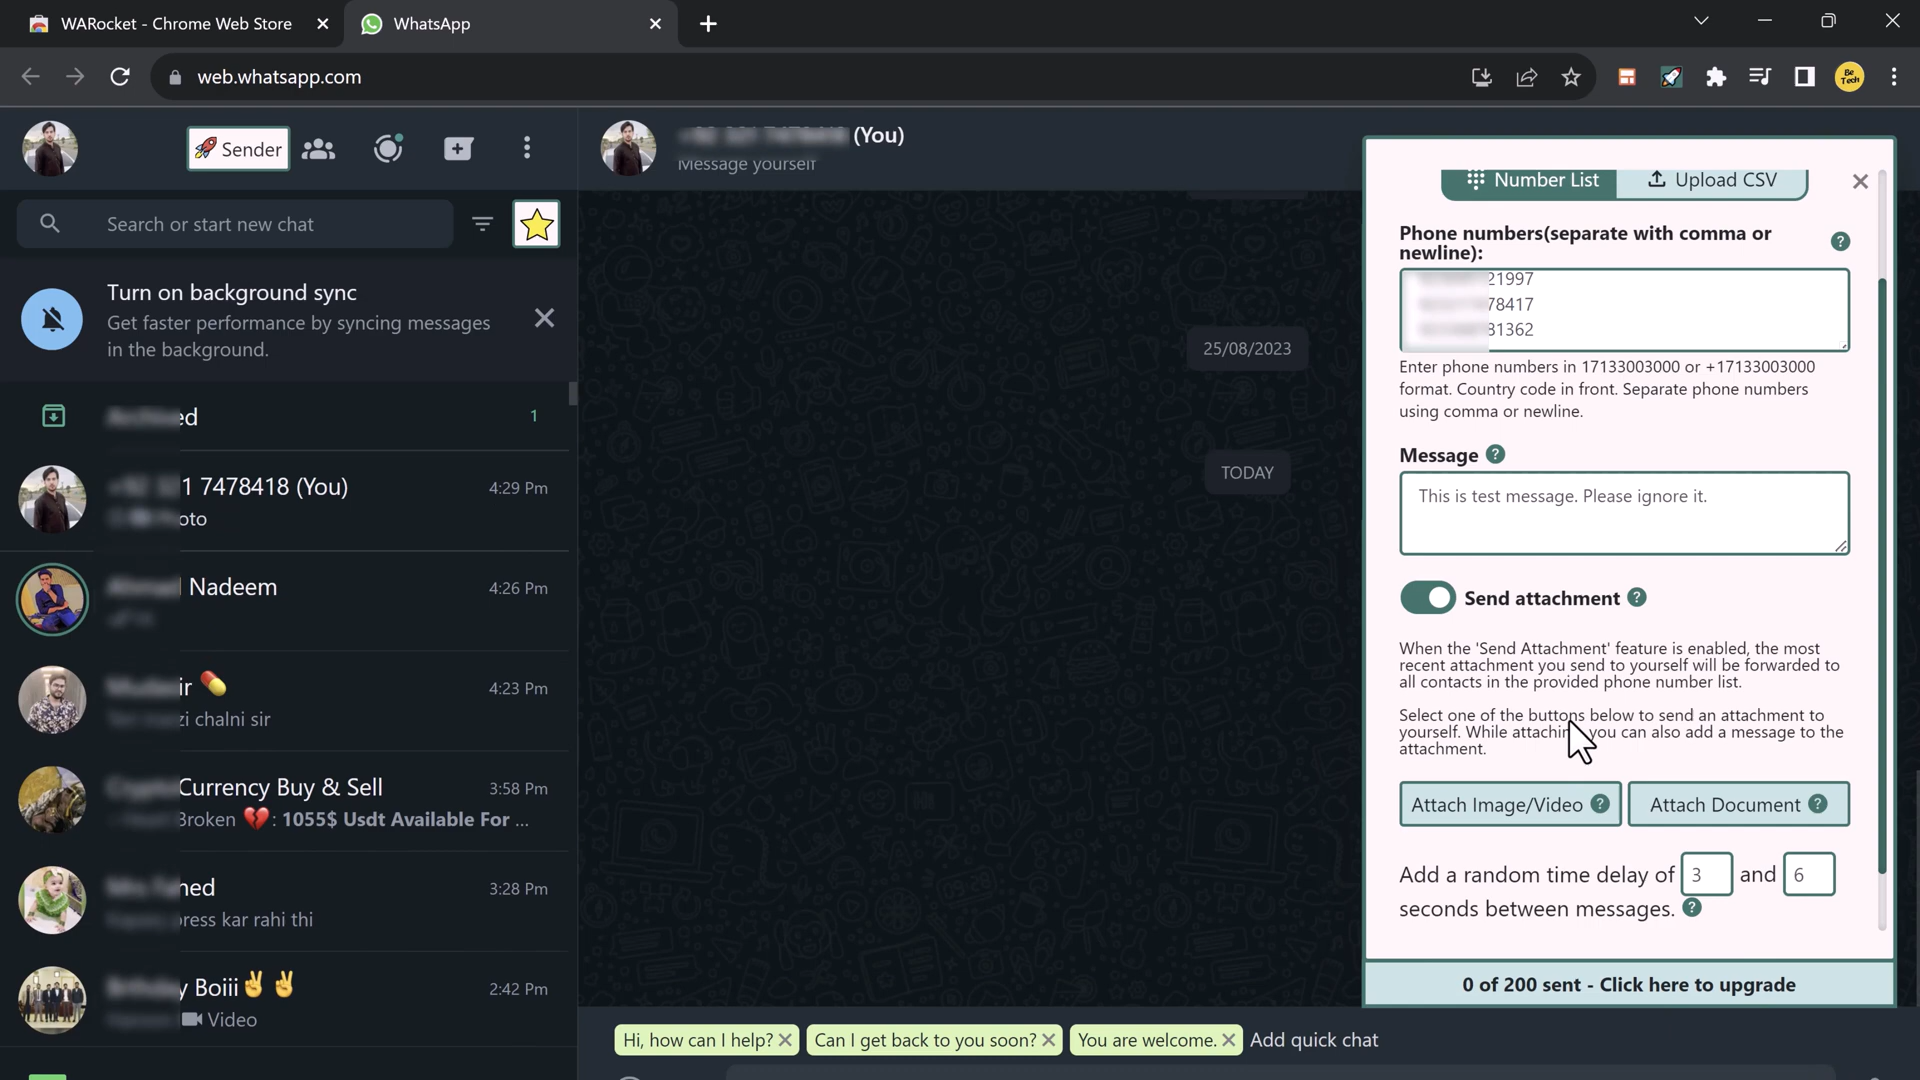 WARocket - Chrome Web Store
WhatsApp
web.whatsapp.com
Be
Tech
Sender
(You)
Message yourself
Number List
Upload CSV
Search or start new chat
Phone numbers(separate with comma or
newline):
21997
78417
81362
Turn on background sync
Get faster performance by syncing messages
in the background.
25/08/2023
Enter phone numbers in 17133003000 or +17133003000
format. Country code in front. Separate phone numbers
using comma or newline.
ed
1
Message
TODAY
This is test message. Please ignore it.
1 7478418 (You)
4:29 Pm
oto
Nadeem
4:26 Pm
Send attachment
When the 'Send Attachment' feature is enabled, the most
recent attachment you send to yourself will be forwarded to
all contacts in the provided phone number list.
ir 💊
4:23 Pm
zi chalni sir
Select one of the buttons below to send an attachment to
yourself. While attachin you can also add a message to the
attachment.
Currency Buy & Sell
3:58 Pm
Broken 💔: 1055$ Usdt Available For ...
Attach Image/Video
Attach Document
Add a random time delay of 3 and 6
seconds between messages.
hed
3:28 Pm
press kar rahi thi
y Boiii✌️ ✌️
2:42 Pm
Video
0 of 200 sent - Click here to upgrade
Hi, how can I help?
Can I get back to you soon?
You are welcome.
Add quick chat